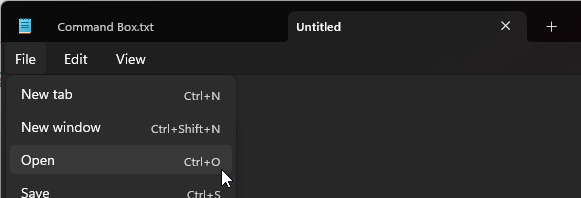 Command Box.txt Untitled
File Edit View
New tab Ctrl+N
New window Ctrl+Shift+N
Open Ctrl+O
Save Ctrl+S